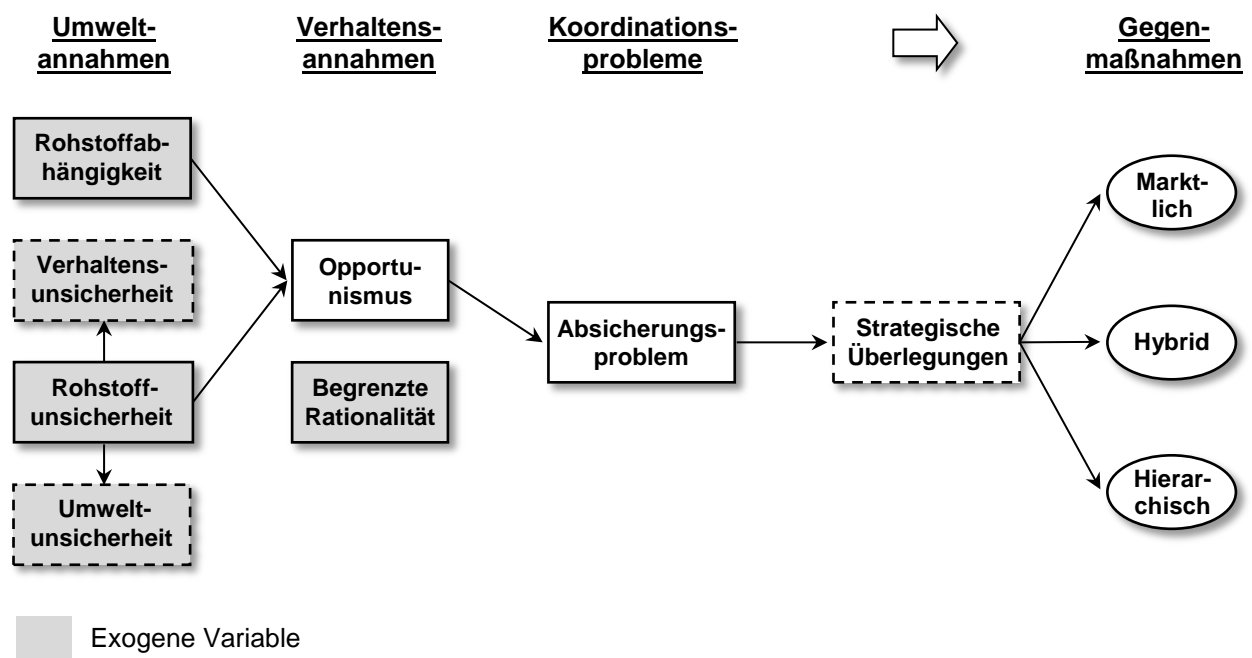 Umwelt-
annahmen
Verhaltens-
annahmen
Koordinations-
probleme
Gegen-
maßnahmen
Rohstoffab-
hängigkeit
Verhaltens-
unsicherheit
Rohstoff-
unsicherheit
Umwelt-
unsicherheit
Opportu-
nismus
Begrenzte
Rationalität
Absicherungs-
problem
Strategische
Überlegungen
Markt-
lich
Hybrid
Hierar-
chisch
Exogene Variable